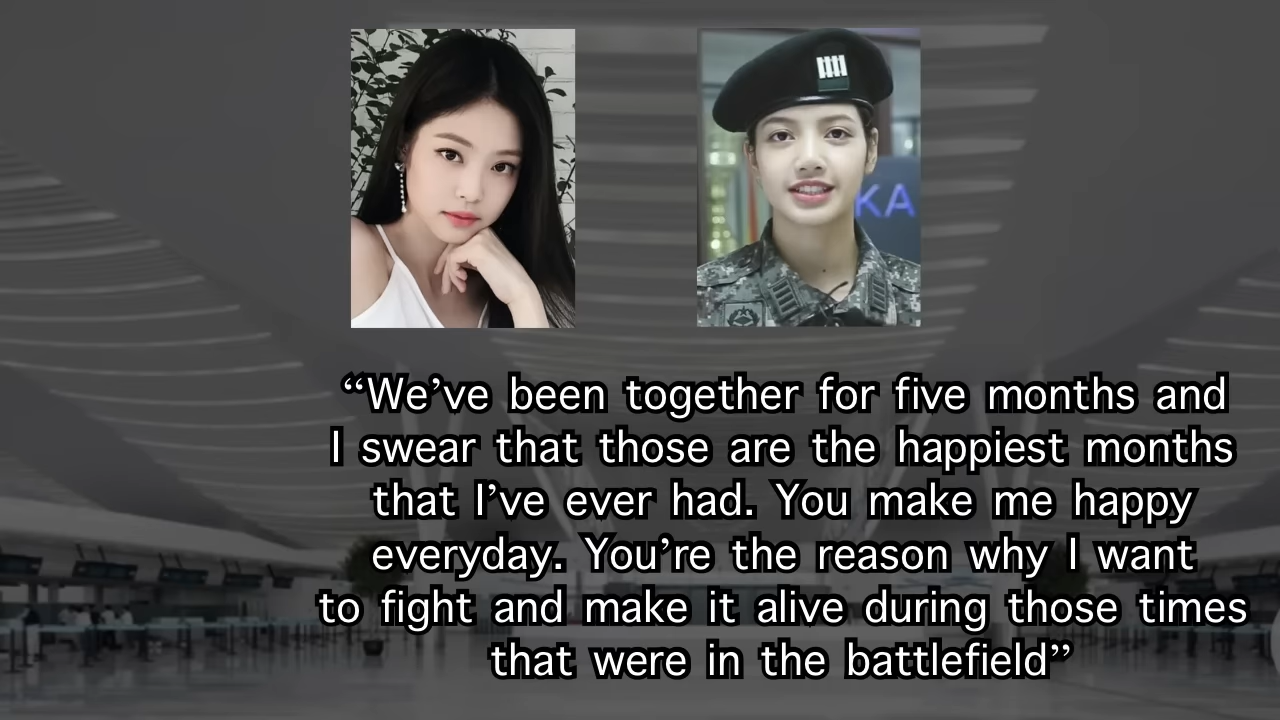 KA
“We’ve been together for five months and
I swear that those are the happiest months
that I’ve ever had. You make me happy
everyday. You’re the reason why I want
to fight and make it alive during those times
that were in the battlefield”